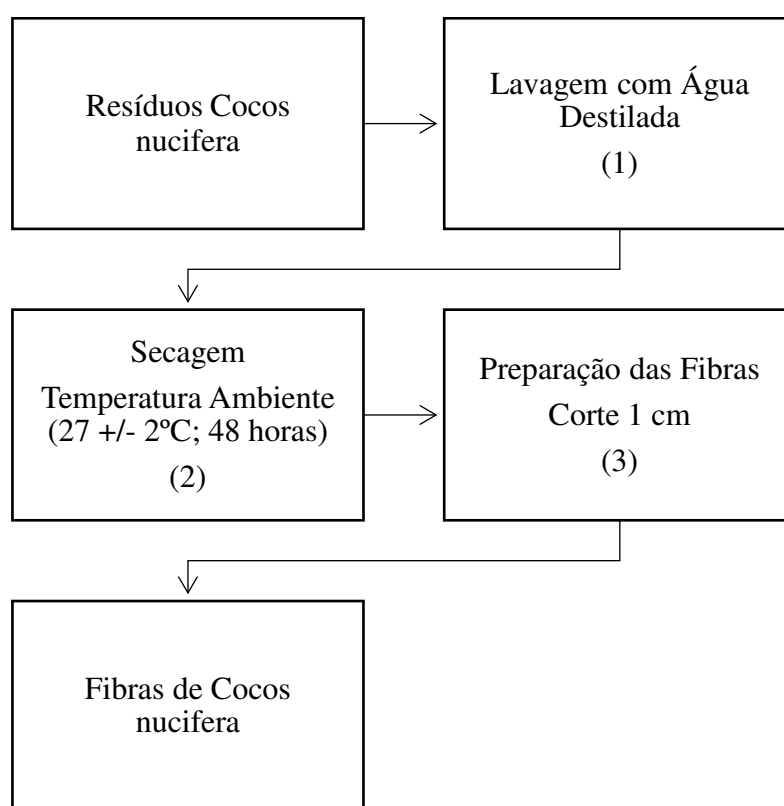 Resíduos Cocos
nucifera
Lavagem com Água
Destilada
(1)
Secagem
Temperatura Ambiente
(27 +/- 2ºC; 48 horas)
(2)
Preparação das Fibras
Corte 1 cm
(3)
Fibras de Cocos
nucifera